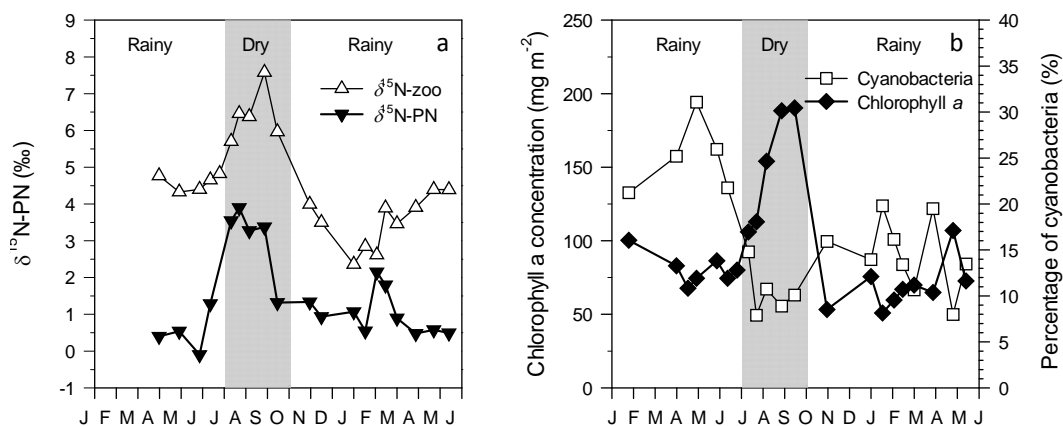 a
Rainy Dry Rainy
δ15N-zoo
δ15N-PN
δ15N-PN (‰)
9
8
7
6
5
4
3
2
1
0
-1
J F M A M J J A S O N D J F M A M J
b
Rainy Dry Rainy
Cyanobacteria
Chlorophyll a
Chlorophyll a concentration (mg m-2)
250
200
150
100
50
0
Percentage of cyanobacteria (%)
40
35
30
25
20
15
10
5
0
J F M A M J J A S O N D J F M A M J